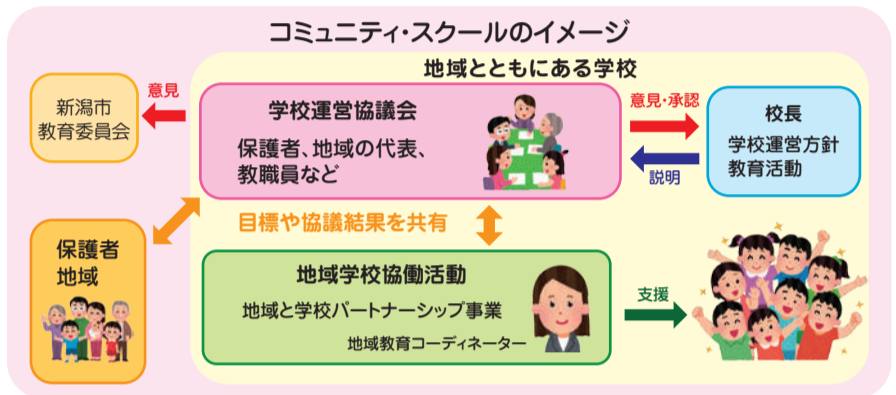 コミュニティ・スクールのイメージ
地域とともにある学校
新潟市
教育委員会
意見
学校運営協議会
保護者、地域の代表、
教職員など
意見・承認
説明
校長
学校運営方針
教育活動
目標や協議結果を共有
保護者
地域
地域学校協働活動
地域と学校パートナーシップ事業
地域教育コーディネーター
支援